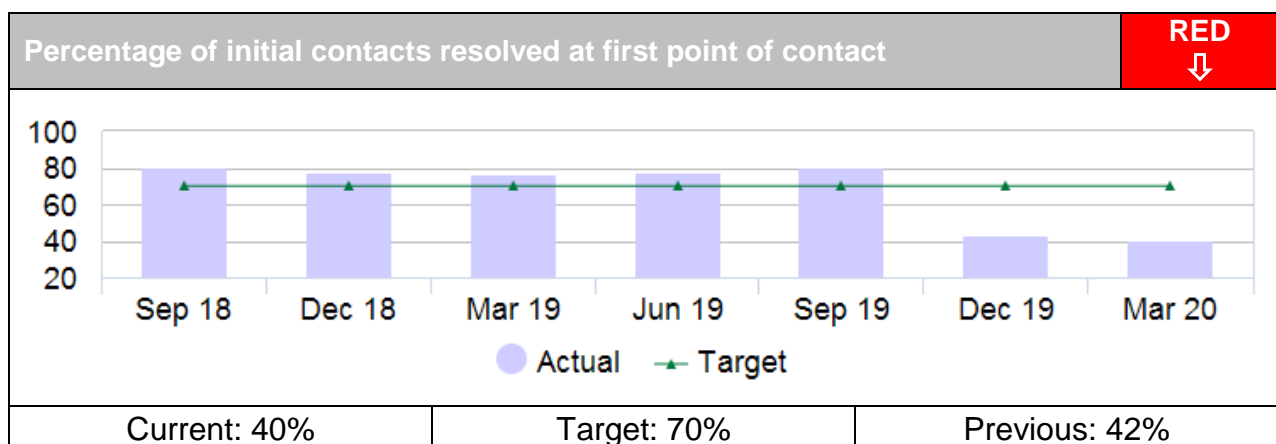 Percentage of initial contacts resolved at first point of contact
RED
⇩
100
80
60
40
20
Sep 18 Dec 18 Mar 19 Jun 19 Sep 19 Dec 19 Mar 20
Actual Target
Current: 40% Target: 70% Previous: 42%